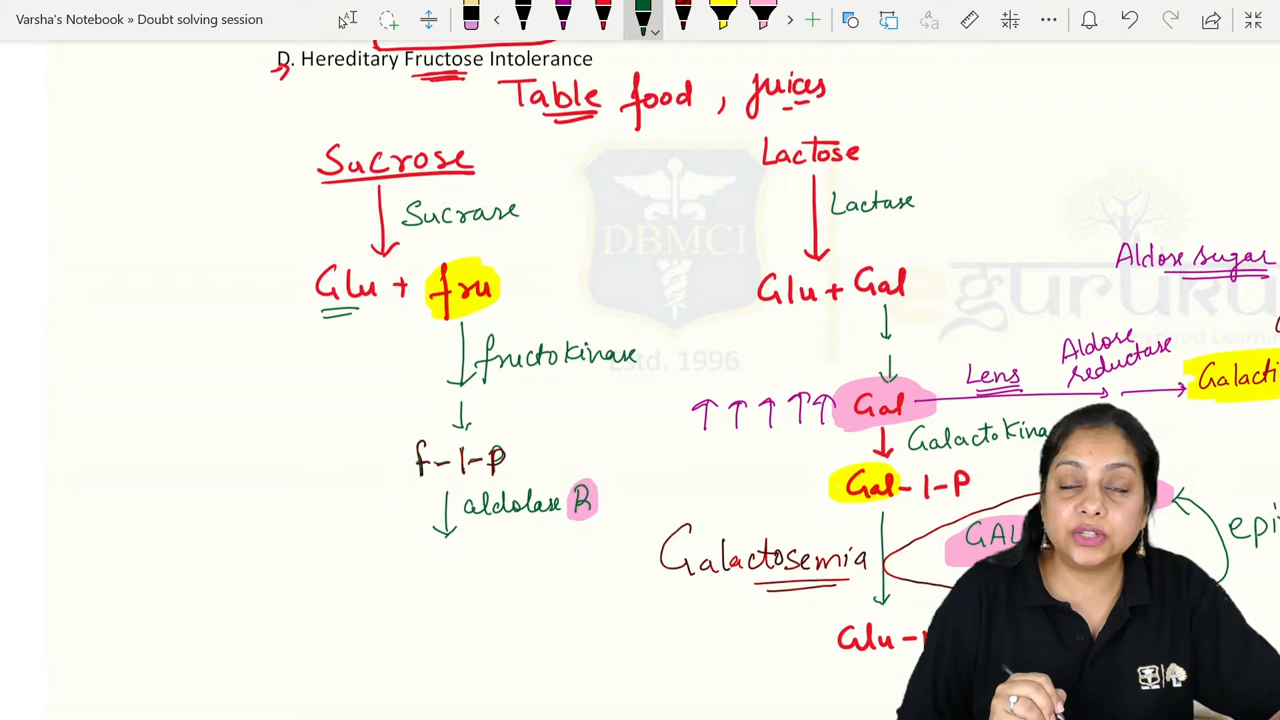 Varsha's Notebook » Doubt solving session
D. Hereditary Fructose Intolerance
Table food, juices
Sucrose
Sucrase
Glu + fru
fructokinase
f-1-P
aldolase B
Lactose
Lactase
Glu + Gal
Gal
Galactokina
Gal-1-P
Galactosemia
GAL
Glu-
Aldose sugar
Lens
Aldose
reductase
Galacti
epi
DBMCI
Estd. 1996
guruku